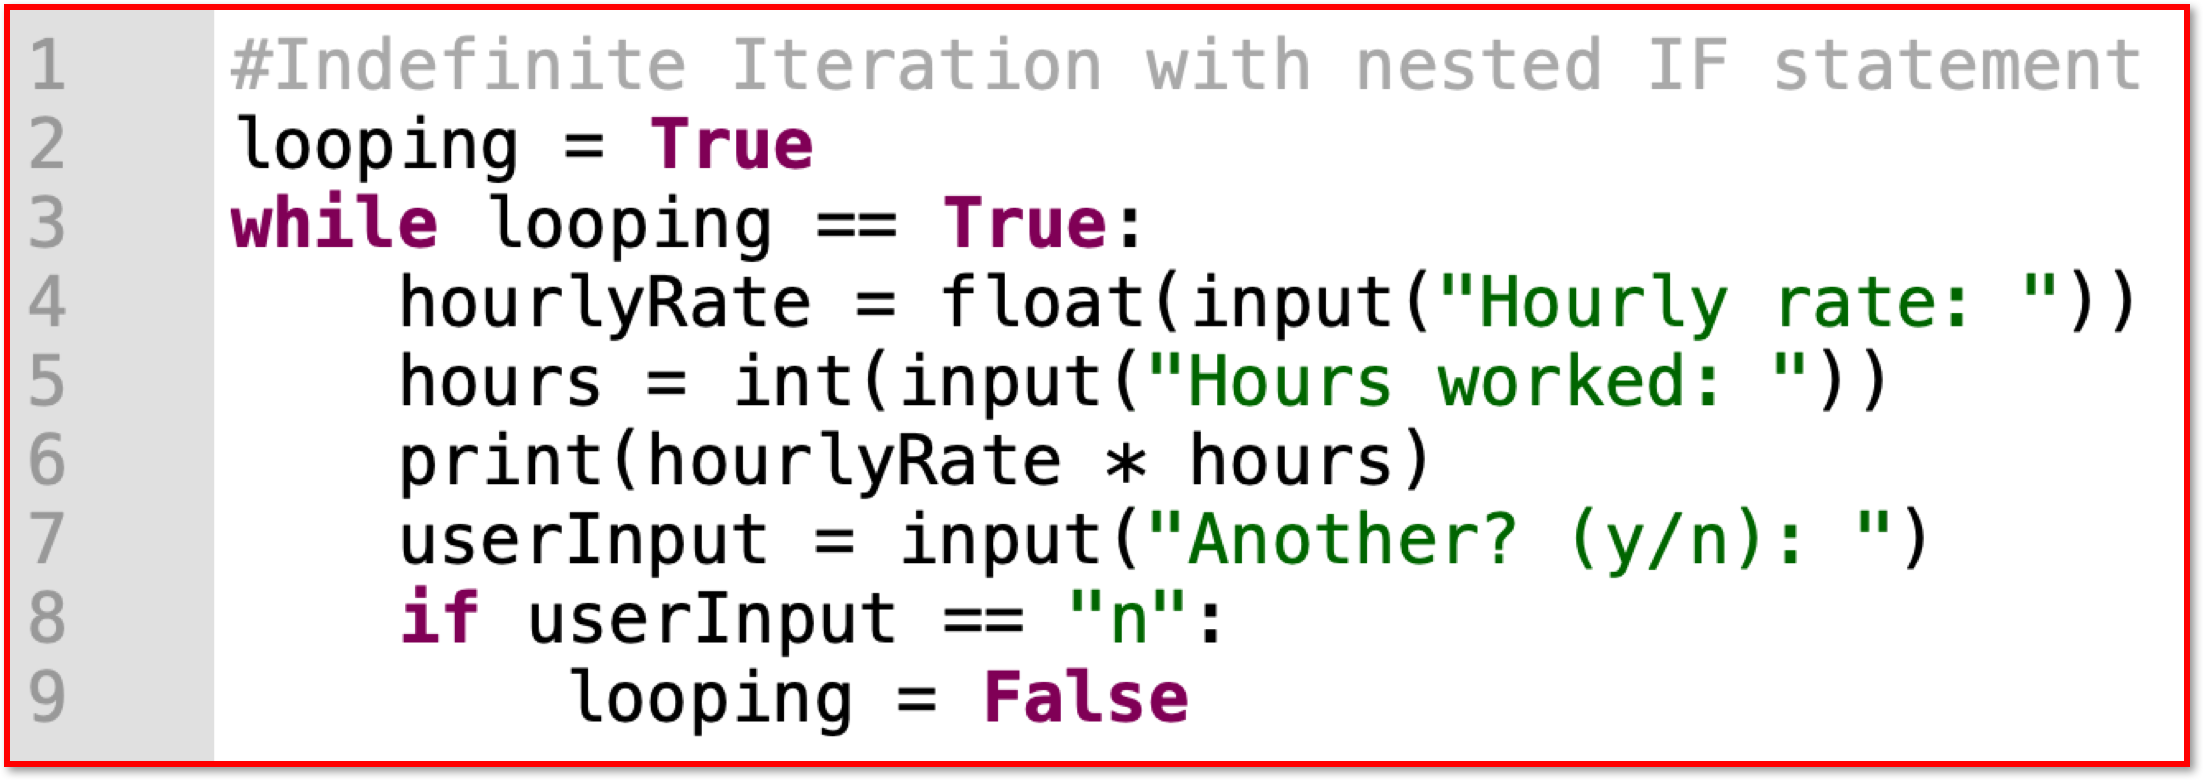 1 #Indefinite Iteration with nested IF statement
2 looping = True
3 while looping == True:
4     hourlyRate = float(input("Hourly rate: "))
5     hours = int(input("Hours worked: "))
6     print(hourlyRate * hours)
7     userInput = input("Another? (y/n): ")
8     if userInput == "n":
9         looping = False